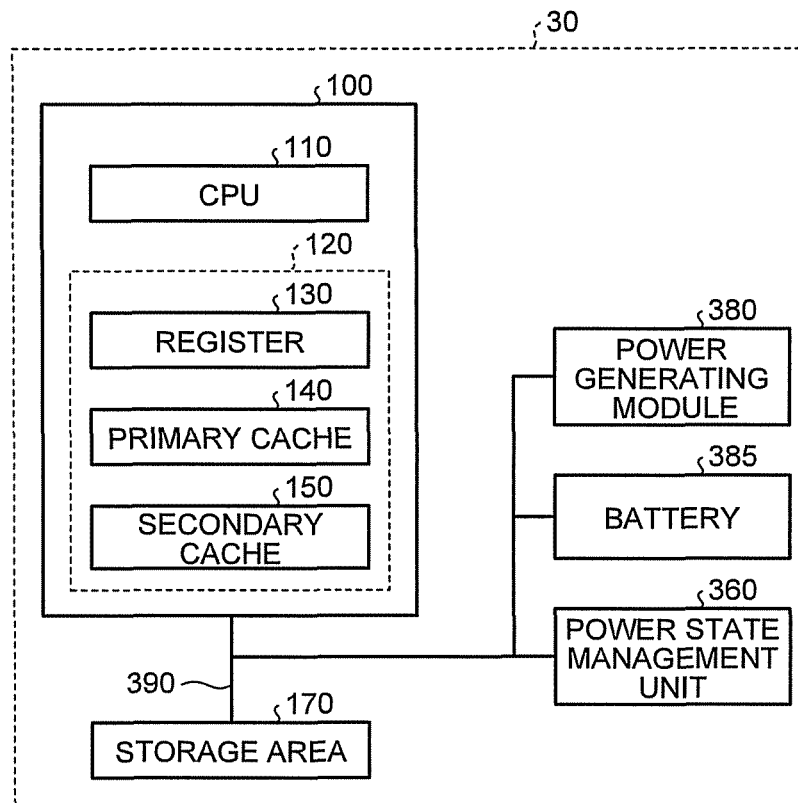 30
100
110
CPU
120
130
REGISTER
140
PRIMARY CACHE
150
SECONDARY
CACHE
390
170
STORAGE AREA
380
POWER
GENERATING
MODULE
385
BATTERY
360
POWER STATE
MANAGEMENT
UNIT